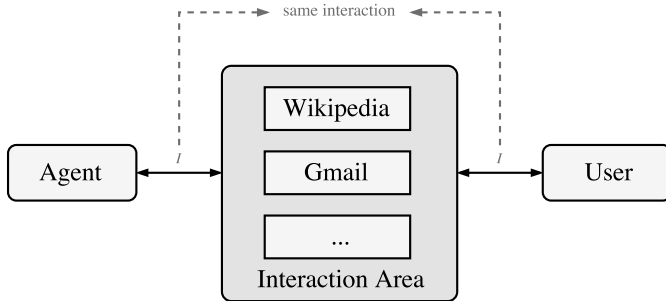 same interaction
Wikipedia
Agent
Gmail
User
...
Interaction Area